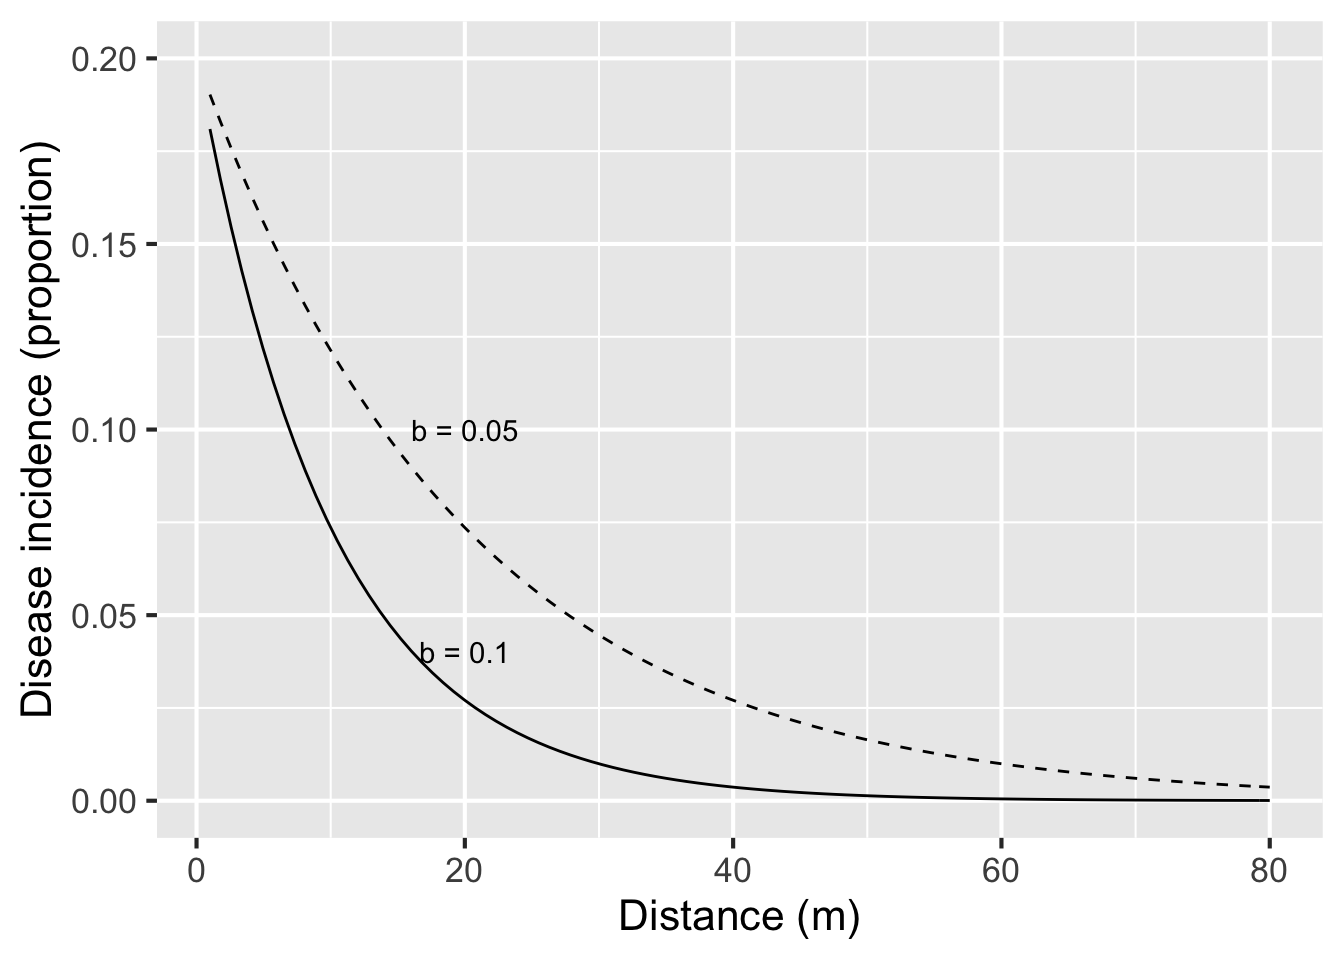 0.20
0.15
0.10
0.05
0.00
Disease incidence (proportion)
b = 0.05
b = 0.1
0 20 40 60 80
Distance (m)